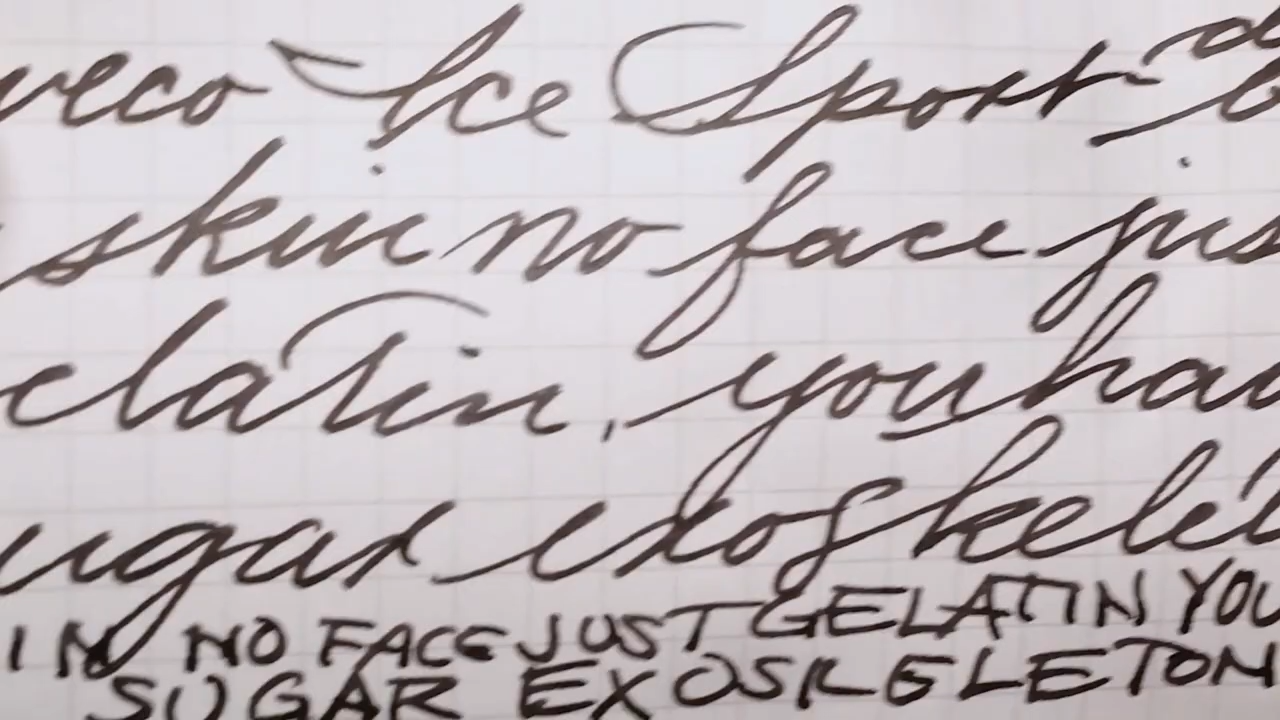 veco Ice Sport
skin no face jus
elatin, you ha
ugar exoskelet
IN NO FACE JUST GELATIN YOU
SUGAR EXOSKELETON